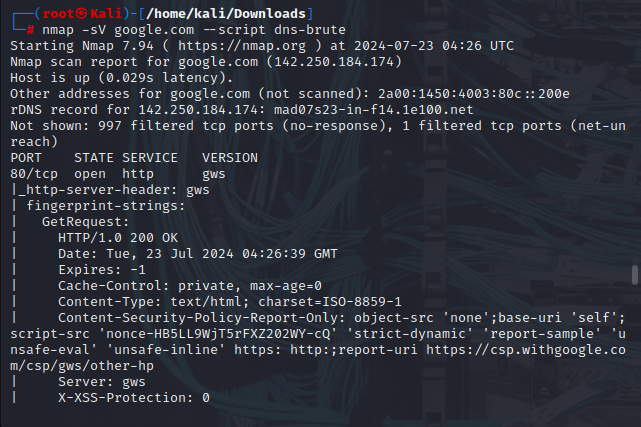 ┌──(root㉿Kali)-[/home/kali/Downloads]
└─# nmap -sV google.com --script dns-brute
Starting Nmap 7.94 ( https://nmap.org ) at 2024-07-23 04:26 UTC
Nmap scan report for google.com (142.250.184.174)
Host is up (0.029s latency).
Other addresses for google.com (not scanned): 2a00:1450:4003:80c::200e
rDNS record for 142.250.184.174: mad07s23-in-f14.1e100.net
Not shown: 997 filtered tcp ports (no-response), 1 filtered tcp ports (net-un
reach)
PORT    STATE SERVICE   VERSION
80/tcp  open  http      gws
|_http-server-header: gws
| fingerprint-strings:
|   GetRequest:
|     HTTP/1.0 200 OK
|     Date: Tue, 23 Jul 2024 04:26:39 GMT
|     Expires: -1
|     Cache-Control: private, max-age=0
|     Content-Type: text/html; charset=ISO-8859-1
|     Content-Security-Policy-Report-Only: object-src 'none';base-uri 'self';
script-src 'nonce-HB5LL9WjT5rFXZ202WY-cQ' 'strict-dynamic' 'report-sample' 'u
nsafe-eval' 'unsafe-inline' https: http:;report-uri https://csp.withgoogle.co
m/csp/gws/other-hp
|     Server: gws
|     X-XSS-Protection: 0